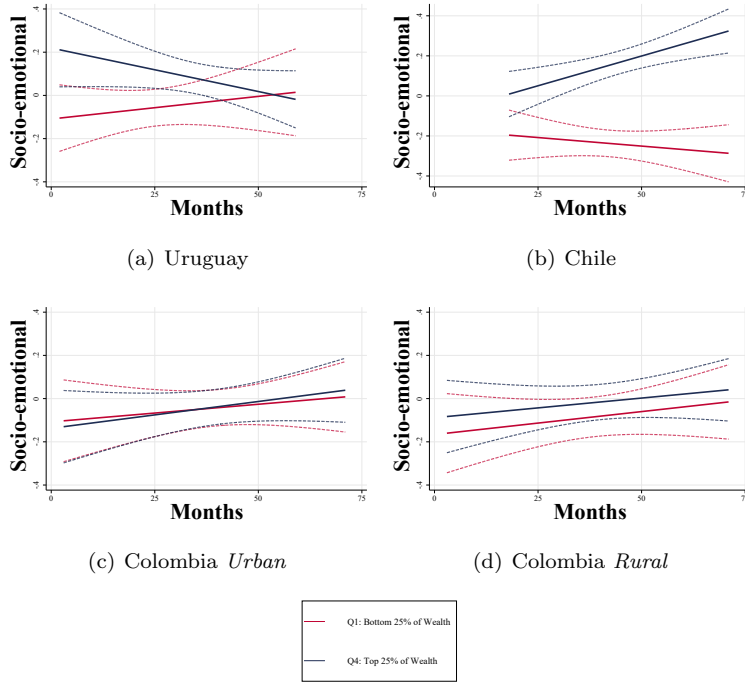 .4 .4
Socio-emotional .2 Socio-emotional .2
0 0
-.2 -.2
-.4 -.4
0 25 50 75 0 25 50 75
Months Months
(a) Uruguay (b) Chile
.4 .4
Socio-emotional .2 Socio-emotional .2
0 0
-.2 -.2
-.4 -.4
0 25 50 75 0 25 50 75
Months Months
(c) Colombia Urban (d) Colombia Rural
Q1: Bottom 25% of Wealth
Q4: Top 25% of Wealth